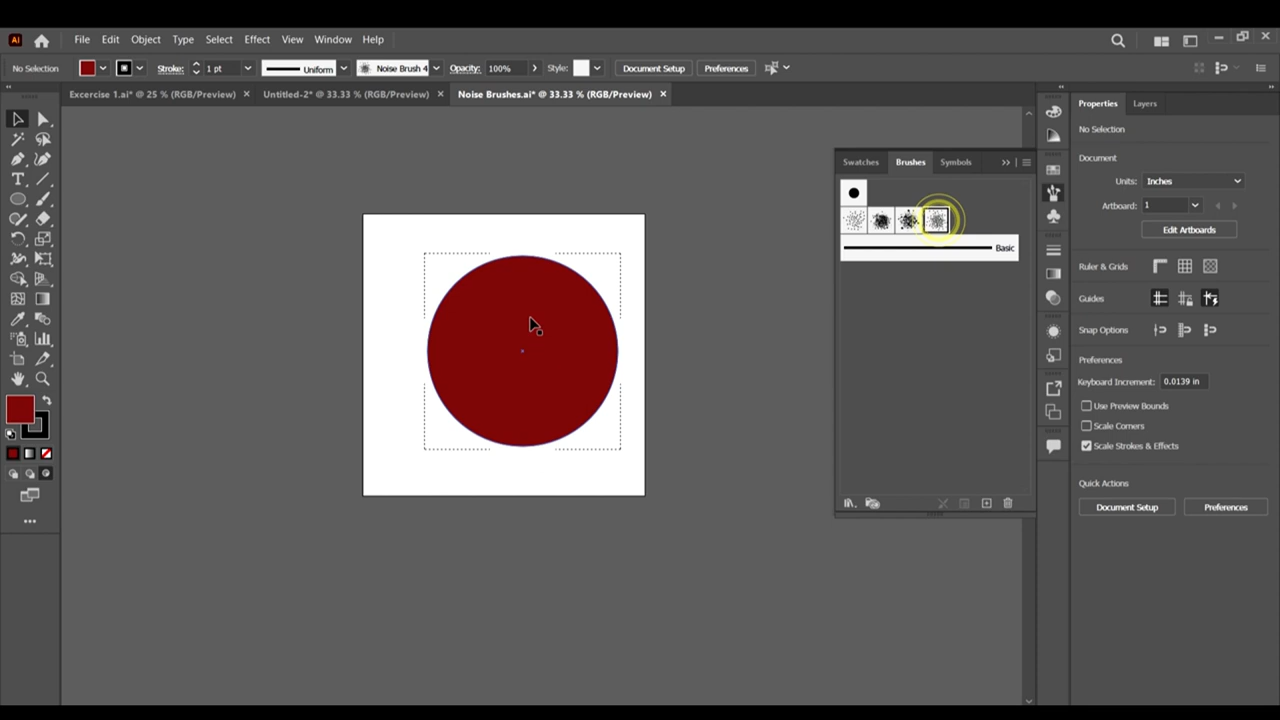 Ai File Edit Object Type Select Effect View Window Help
No Selection Stroke: 1 pt Uniform Noise Brush 4 Opacity: 100% Style: Document Setup Preferences
Excercise 1.ai* @ 25 % (RGB/Preview) Untitled-2* @ 33.33 % (RGB/Preview) Noise Brushes.ai* @ 33.33 % (RGB/Preview)
Properties Layers
No Selection
Document
Units: Inches
Artboard: 1
Edit Artboards
Ruler & Grids
Guides
Snap Options
Preferences
Keyboard Increment: 0.0139 in
Use Preview Bounds
Scale Corners
Scale Strokes & Effects
Quick Actions
Document Setup Preferences
Swatches Brushes Symbols
Basic